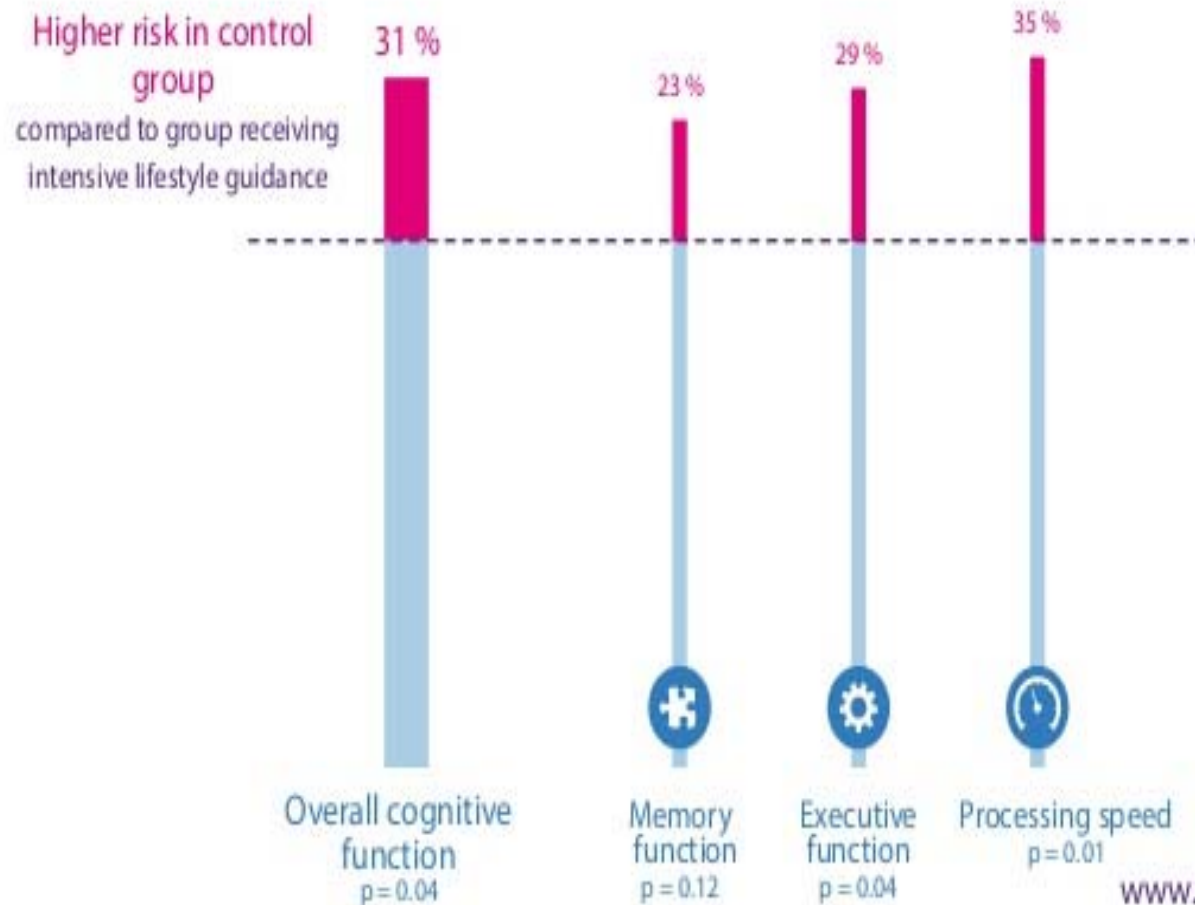 Higher risk in control
group
compared to group receiving
intensive lifestyle guidance
31 %
23 %
29 %
35 %
Overall cognitive
function
p = 0.04
Memory
function
p = 0.12
Executive
function
p = 0.04
Processing speed
p = 0.01
www.